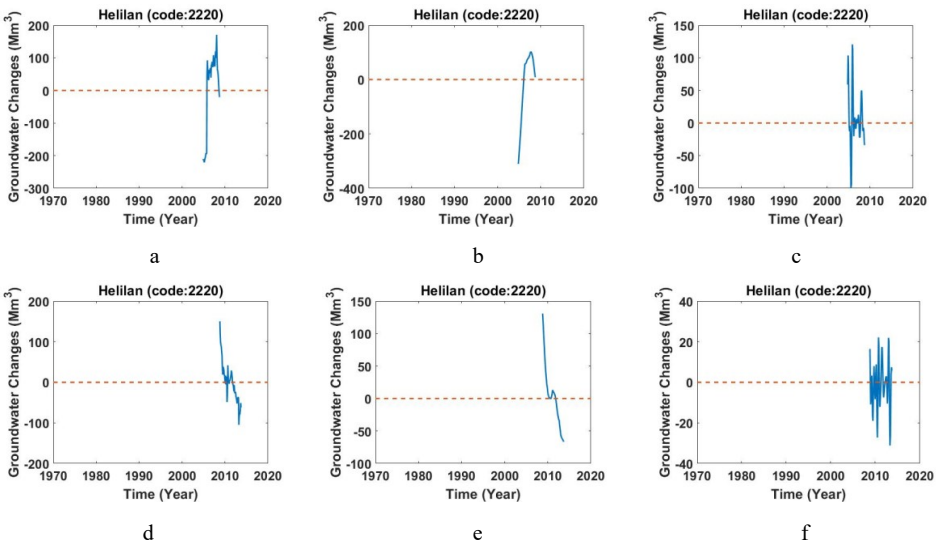 Helilan (code:2220)
Groundwater Changes (Mm³)
200
100
0
-100
-200
-300
1970 1980 1990 2000 2010 2020
Time (Year)
a
Helilan (code:2220)
Groundwater Changes (Mm³)
200
0
-200
-400
1970 1980 1990 2000 2010 2020
Time (Year)
b
Helilan (code:2220)
Groundwater Changes (Mm³)
150
100
50
0
-50
-100
1970 1980 1990 2000 2010 2020
Time (Year)
c
Helilan (code:2220)
Groundwater Changes (Mm³)
200
100
0
-100
-200
1970 1980 1990 2000 2010 2020
Time (Year)
d
Helilan (code:2220)
Groundwater Changes (Mm³)
150
100
50
0
-50
-100
1970 1980 1990 2000 2010 2020
Time (Year)
e
Helilan (code:2220)
Groundwater Changes (Mm³)
40
20
0
-20
-40
1970 1980 1990 2000 2010 2020
Time (Year)
f